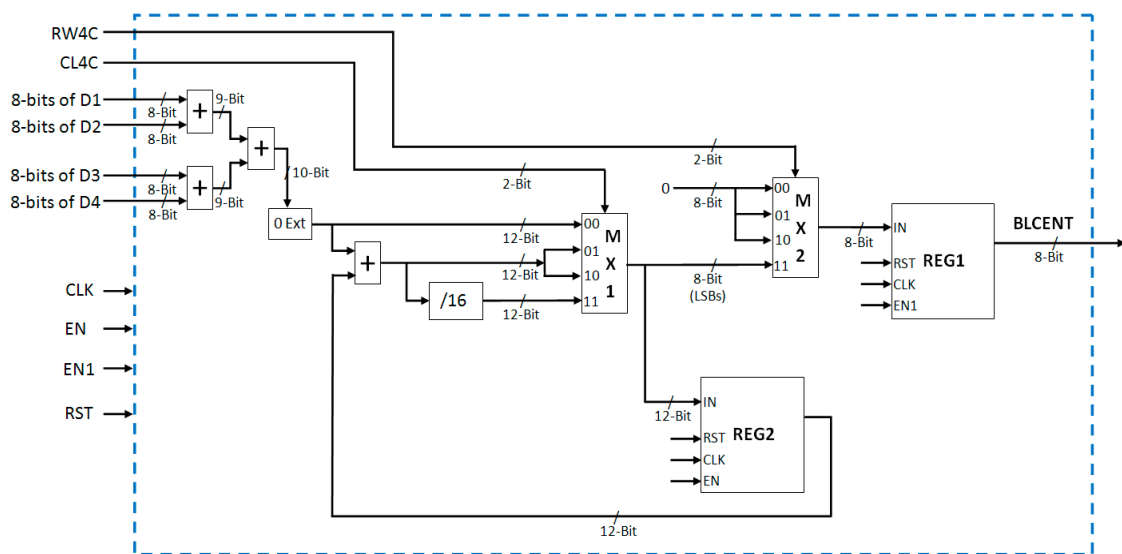 RW4C
CL4C
8-bits of D1
8-Bit
+
9-Bit
8-bits of D2
8-Bit
+
10-Bit
8-bits of D3
8-Bit
+
9-Bit
8-bits of D4
8-Bit
0 Ext
2-Bit
2-Bit
12-Bit
00
01
10
11
M
X
1
+
12-Bit
/16
12-Bit
0
8-Bit
00
01
10
11
M
X
2
8-Bit
(LSBs)
8-Bit
IN
RST
CLK
EN1
REG1
BLCENT
8-Bit
CLK
EN
EN1
RST
12-Bit
IN
RST
CLK
EN
REG2
12-Bit